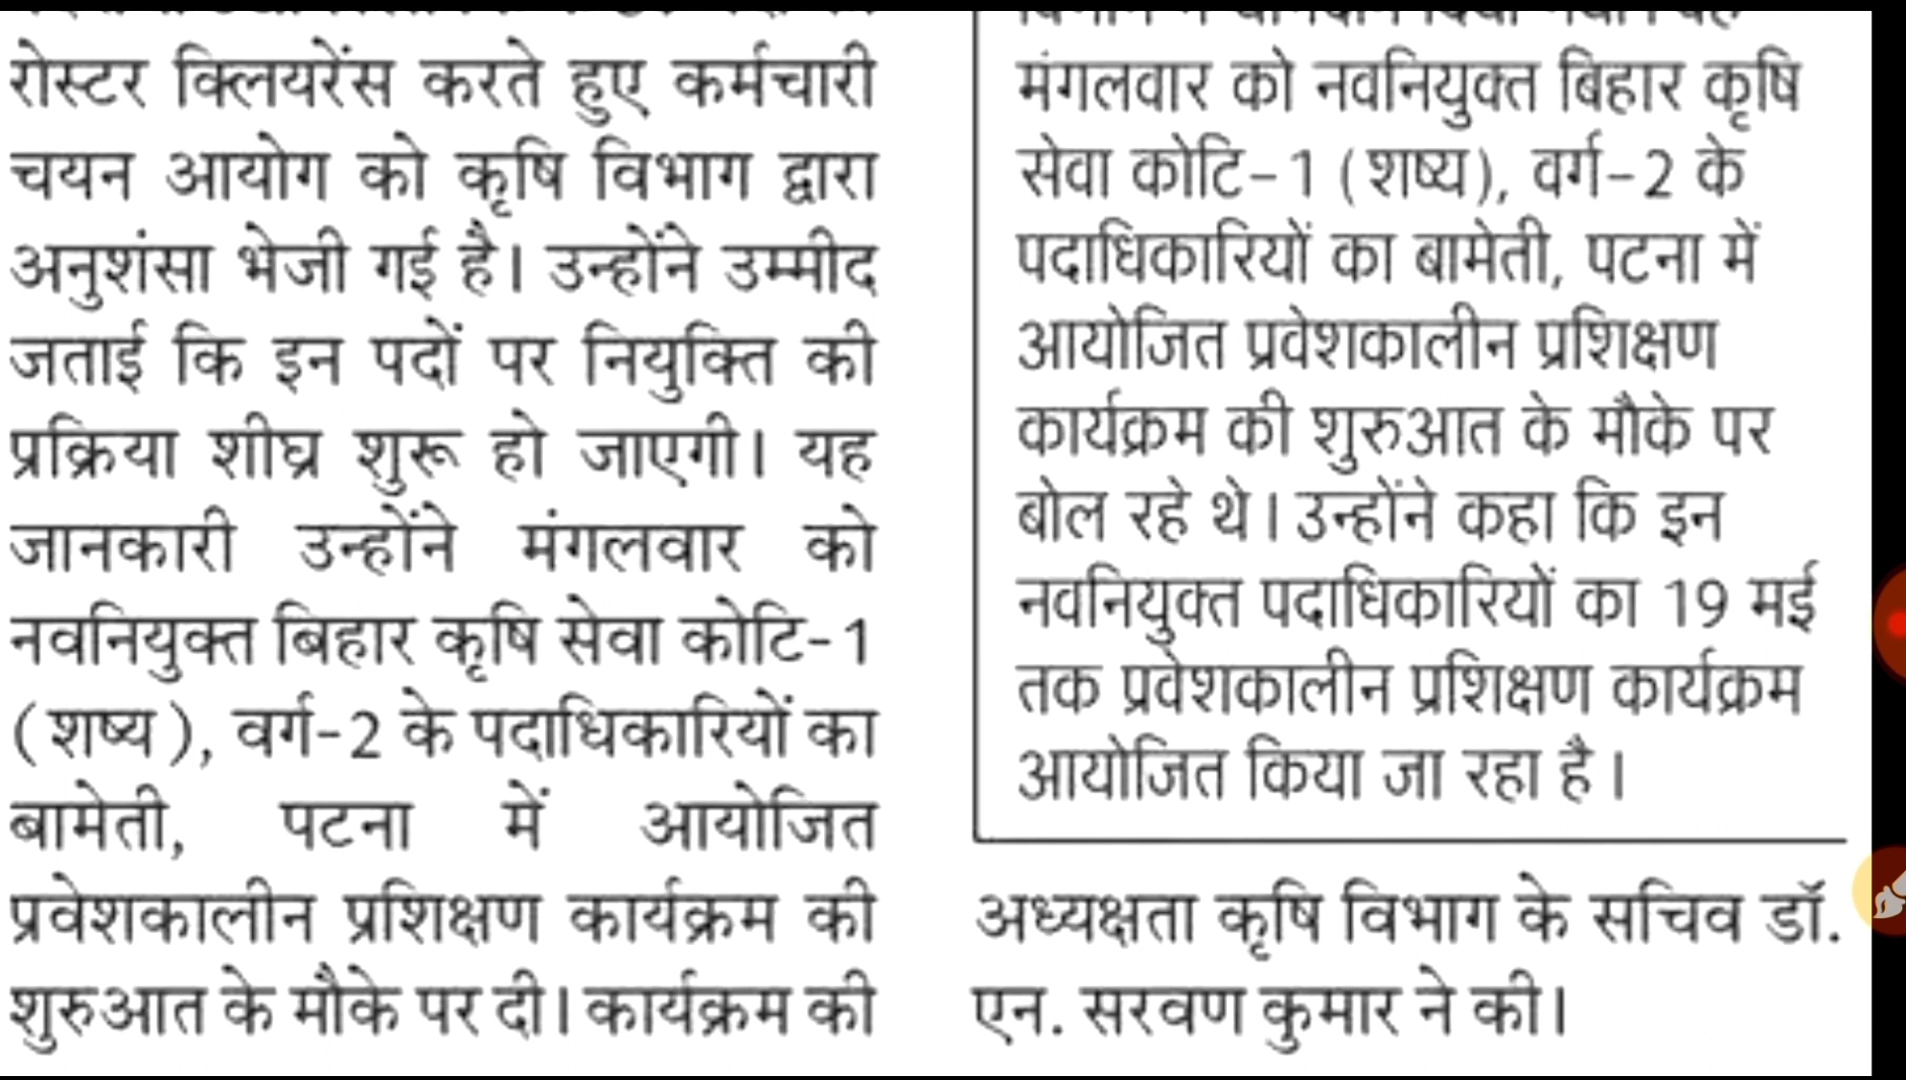 रोस्टर क्लियरेंस करते हुए कर्मचारी
चयन आयोग को कृषि विभाग द्वारा
अनुशंसा भेजी गई है। उन्होंने उम्मीद
जताई कि इन पदों पर नियुक्ति की
प्रक्रिया शीघ्र शुरू हो जाएगी। यह
जानकारी उन्होंने मंगलवार को
नवनियुक्त बिहार कृषि सेवा कोटि-1
(शष्य), वर्ग-2 के पदाधिकारियों का
बामेती, पटना में आयोजित
प्रवेशकालीन प्रशिक्षण कार्यक्रम की
शुरुआत के मौके पर दी। कार्यक्रम की
मंगलवार को नवनियुक्त बिहार कृषि
सेवा कोटि-1 (शष्य), वर्ग-2 के
पदाधिकारियों का बामेती, पटना में
आयोजित प्रवेशकालीन प्रशिक्षण
कार्यक्रम की शुरुआत के मौके पर
बोल रहे थे। उन्होंने कहा कि इन
नवनियुक्त पदाधिकारियों का 19 मई
तक प्रवेशकालीन प्रशिक्षण कार्यक्रम
आयोजित किया जा रहा है।
अध्यक्षता कृषि विभाग के सचिव डॉ.
एन. सरवण कुमार ने की।